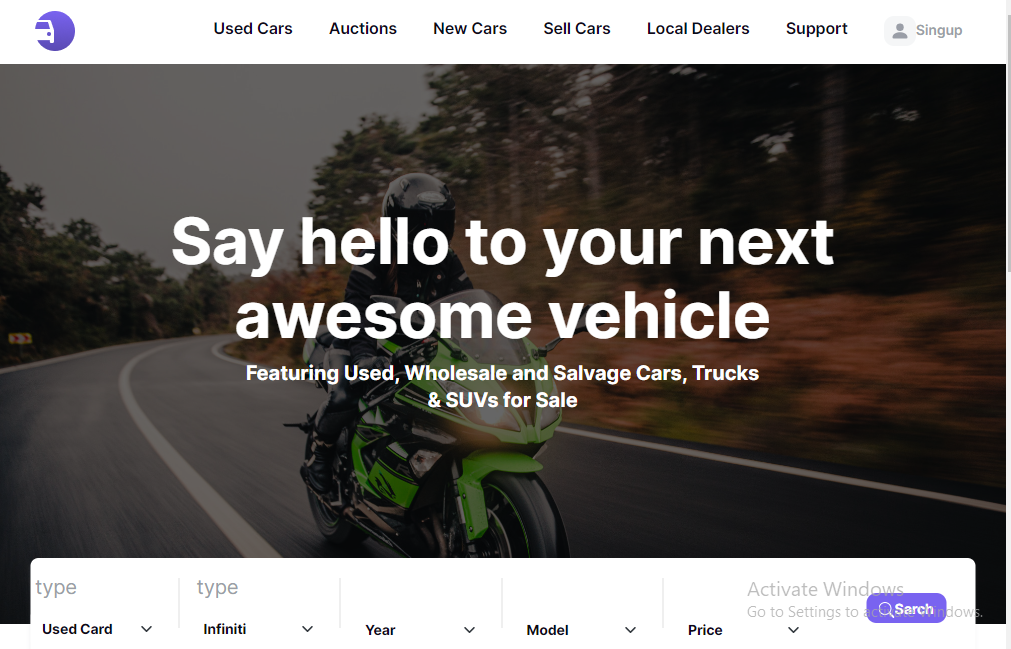 Used Cars Auctions New Cars Sell Cars Local Dealers Support Singup
Say hello to your next
awesome vehicle
Featuring Used, Wholesale and Salvage Cars, Trucks
& SUVs for Sale
type type
Activate Windows
Go to Settings to activate Windows.
Sarch
Used Card Infiniti Year Model Price